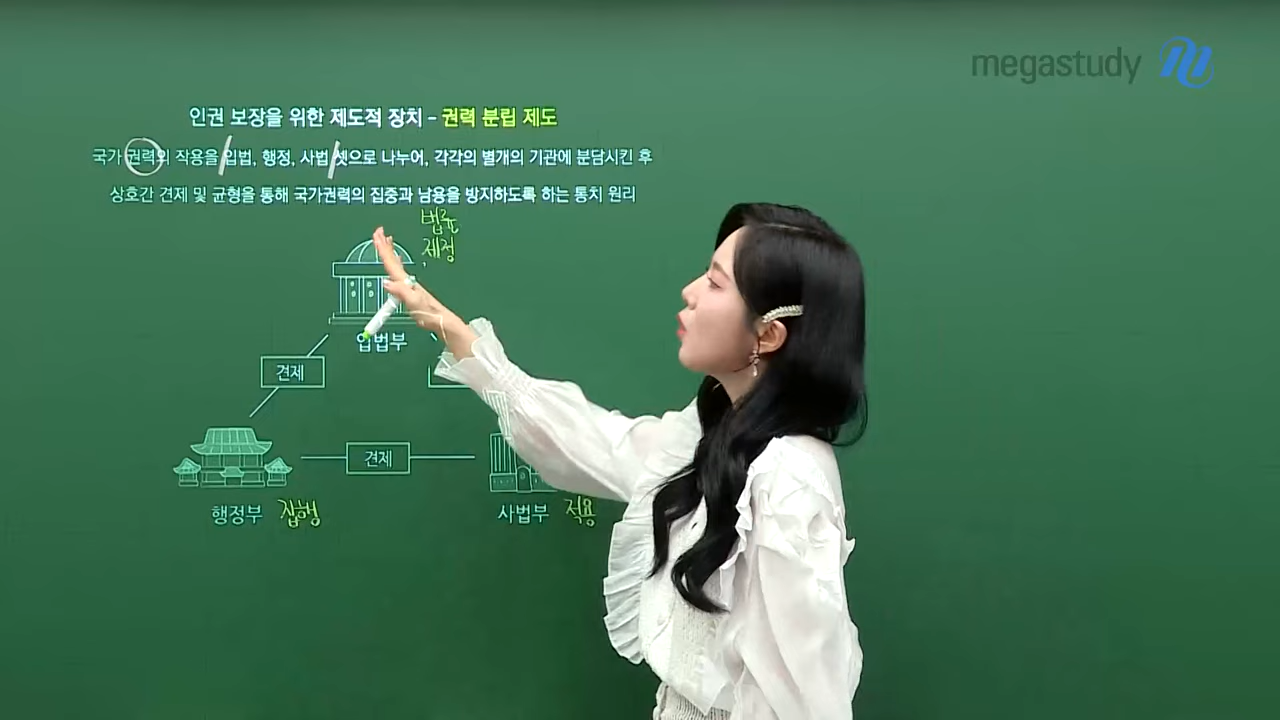 megastudy
인권 보장을 위한 제도적 장치 - 권력 분립 제도
국가 권력의 작용을 입법, 행정, 사법 셋으로 나누어, 각각의 별개의 기관에 분담시킨 후
상호간 견제 및 균형을 통해 국가권력의 집중과 남용을 방지하도록 하는 통치 원리
법률
제정
입법부
견제
견제
행정부 집행
사법부 적용